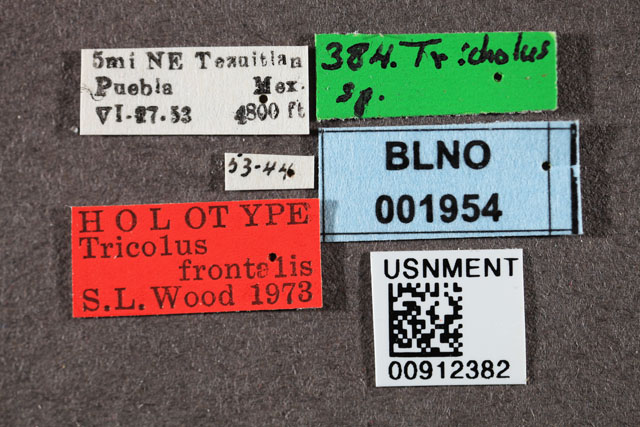 5mi NE Tezuitlan
Puebla Mex.
VI-27-53 4800 ft
384. Tricholus
sp.
53-44
BLNO
001954
HOLOTYPE
Tricolus
frontalis
S.L. Wood 1973
USNMENT
00912382